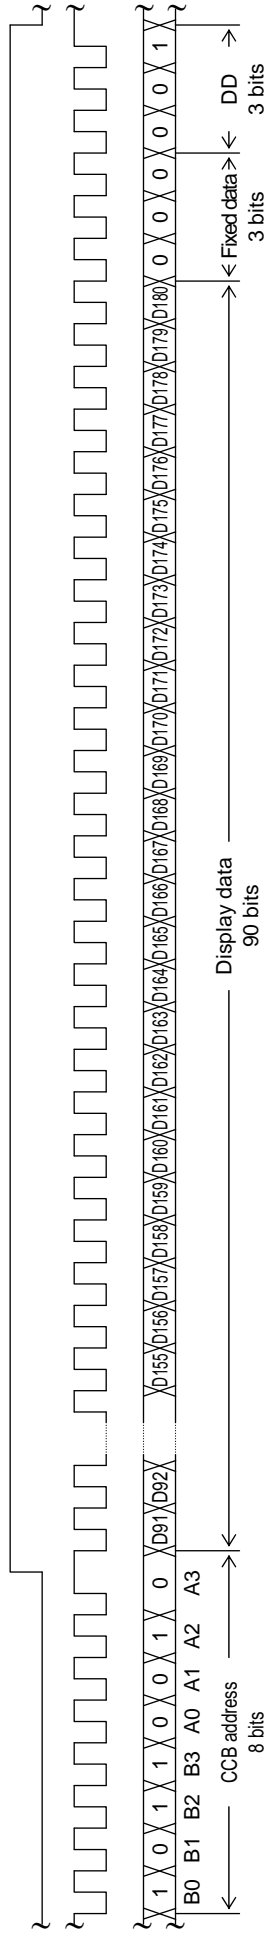 1 0 1 1 0 0 1 0 D91 D92 D155 D156 D157 D158 D159 D160 D161 D162 D163 D164 D165 D166 D167 D168 D169 D170 D171 D172 D173 D174 D175 D176 D177 D178 D179 D180 0 0 0 0 0 1
B0 B1 B2 B3 A0 A1 A2 A3
CCB address
8 bits
Display data
90 bits
Fixed data
3 bits
DD
3 bits